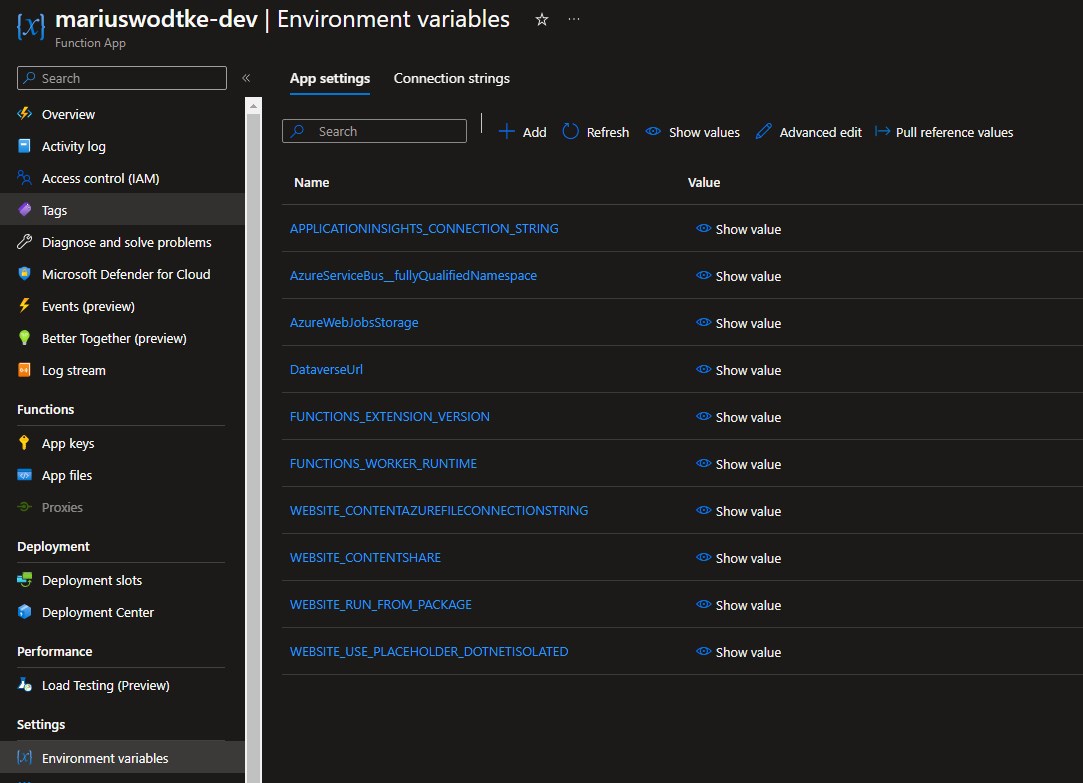 mariuswodtke-dev | Environment variables
Function App
Search
Overview
Activity log
Access control (IAM)
Tags
Diagnose and solve problems
Microsoft Defender for Cloud
Events (preview)
Better Together (preview)
Log stream
Functions
App keys
App files
Proxies
Deployment
Deployment slots
Deployment Center
Performance
Load Testing (Preview)
Settings
Environment variables
App settings Connection strings
Search Add Refresh Show values Advanced edit Pull reference values
Name Value
APPLICATIONINSIGHTS_CONNECTION_STRING Show value
AzureServiceBus__fullyQualifiedNamespace Show value
AzureWebJobsStorage Show value
DataverseUrl Show value
FUNCTIONS_EXTENSION_VERSION Show value
FUNCTIONS_WORKER_RUNTIME Show value
WEBSITE_CONTENTAZUREFILECONNECTIONSTRING Show value
WEBSITE_CONTENTSHARE Show value
WEBSITE_RUN_FROM_PACKAGE Show value
WEBSITE_USE_PLACEHOLDER_DOTNETISOLATED Show value